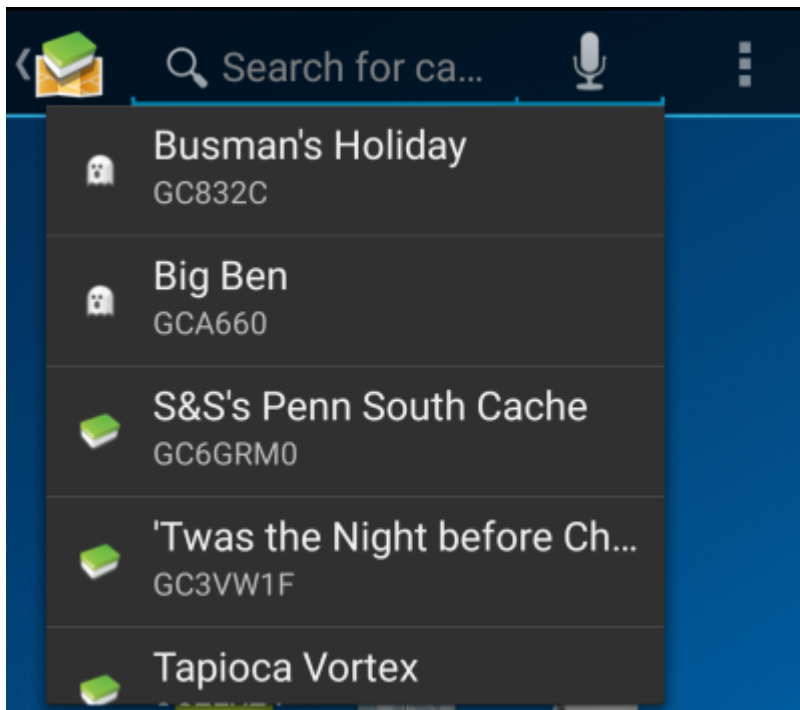 Search for ca...
Busman's Holiday
GC832C
Big Ben
GCA660
S&S's Penn South Cache
GC6GRM0
'Twas the Night before Ch...
GC3VW1F
Tapioca Vortex